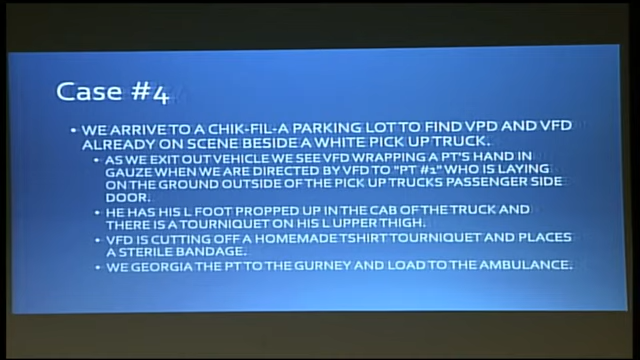 Case #4
• WE ARRIVE TO A CHIK-FIL-A PARKING LOT TO FIND VPD AND VFD
ALREADY ON SCENE BESIDE A WHITE PICK UP TRUCK.
• AS WE EXIT OUT VEHICLE WE SEE VFD WRAPPING A PT'S HAND IN
GAUZE WHEN WE ARE DIRECTED BY VFD TO "PT #1" WHO IS LAYING
ON THE GROUND OUTSIDE OF THE PICK UP TRUCKS PASSENGER SIDE
DOOR.
• HE HAS HIS L FOOT PROPPED UP IN THE CAB OF THE TRUCK AND
THERE IS A TOURNIQUET ON HIS L UPPER THIGH.
• VFD IS CUTTING OFF A HOMEMADE TSHIRT TOURNIQUET AND PLACES
A STERILE BANDAGE.
• WE GEORGIA THE PT TO THE GURNEY AND LOAD TO THE AMBULANCE.